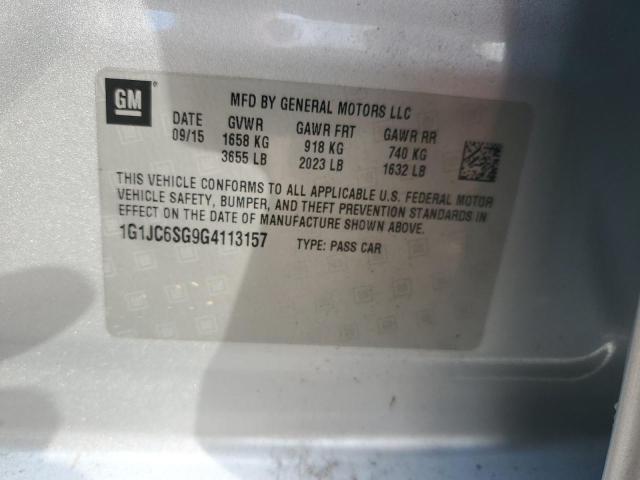 GM ®
MFD BY GENERAL MOTORS LLC
DATE GVWR GAWR FRT GAWR RR
09/15 1658 KG 918 KG 740 KG
3655 LB 2023 LB 1632 LB
THIS VEHICLE CONFORMS TO ALL APPLICABLE U.S. FEDERAL MOTOR
VEHICLE SAFETY, BUMPER, AND THEFT PREVENTION STANDARDS IN
EFFECT ON THE DATE OF MANUFACTURE SHOWN ABOVE.
1G1JC6SG9G4113157 TYPE: PASS CAR